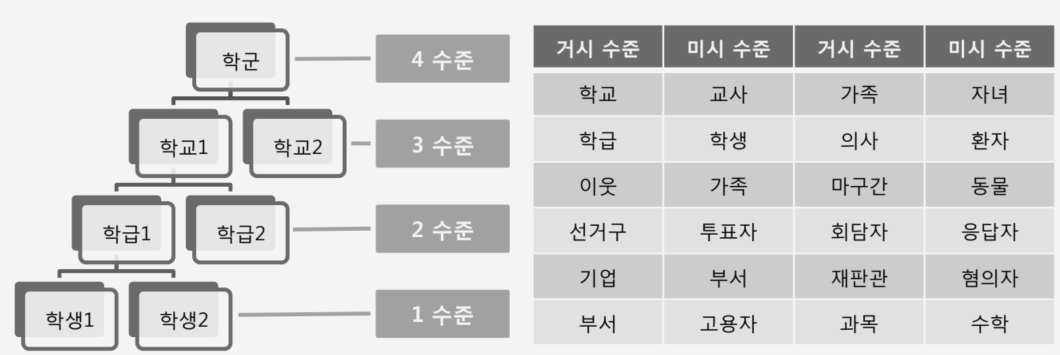 학군
4 수준
학교1
학교2
3 수준
학급1
학급2
2 수준
학생1
학생2
1 수준
거시 수준 미시 수준 거시 수준 미시 수준
학교 교사 가족 자녀
학급 학생 의사 환자
이웃 가족 마구간 동물
선거구 투표자 회담자 응답자
기업 부서 재판관 혐의자
부서 고용자 과목 수학